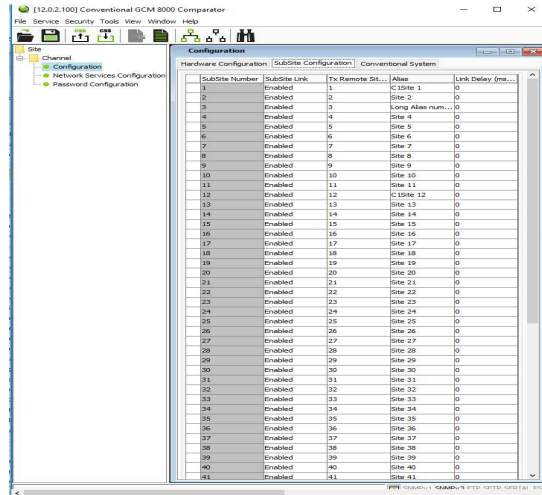 [12.0.2.100] Conventional GCM 8000 Comparator
File Service Security Tools View Window Help
CSS CSS
Site
Channel
Configuration
Network Services Configuration
Password Configuration
Configuration
Hardware Configuration SubSite Configuration Conventional System
SubSite Number SubSite Link Tx Remote Sit... Alias Link Delay (ms...
1 Enabled 1 C1Site 1 0
2 Enabled 2 Site 2 0
3 Enabled 3 Long Alias num... 0
4 Enabled 4 Site 4 0
5 Enabled 5 Site 5 0
6 Enabled 6 Site 6 0
7 Enabled 7 Site 7 0
8 Enabled 8 Site 8 0
9 Enabled 9 Site 9 0
10 Enabled 10 Site 10 0
11 Enabled 11 Site 11 0
12 Enabled 12 C1Site 12 0
13 Enabled 13 Site 13 0
14 Enabled 14 Site 14 0
15 Enabled 15 Site 15 0
16 Enabled 16 Site 16 0
17 Enabled 17 Site 17 0
18 Enabled 18 Site 18 0
19 Enabled 19 Site 19 0
20 Enabled 20 Site 20 0
21 Enabled 21 Site 21 0
22 Enabled 22 Site 22 0
23 Enabled 23 Site 23 0
24 Enabled 24 Site 24 0
25 Enabled 25 Site 25 0
26 Enabled 26 Site 26 0
27 Enabled 27 Site 27 0
28 Enabled 28 Site 28 0
29 Enabled 29 Site 29 0
30 Enabled 30 Site 30 0
31 Enabled 31 Site 31 0
32 Enabled 32 Site 32 0
33 Enabled 33 Site 33 0
34 Enabled 34 Site 34 0
35 Enabled 35 Site 35 0
36 Enabled 36 Site 36 0
37 Enabled 37 Site 37 0
38 Enabled 38 Site 38 0
39 Enabled 39 Site 39 0
40 Enabled 40 Site 40 0
41 Enabled 41 Site 41 0